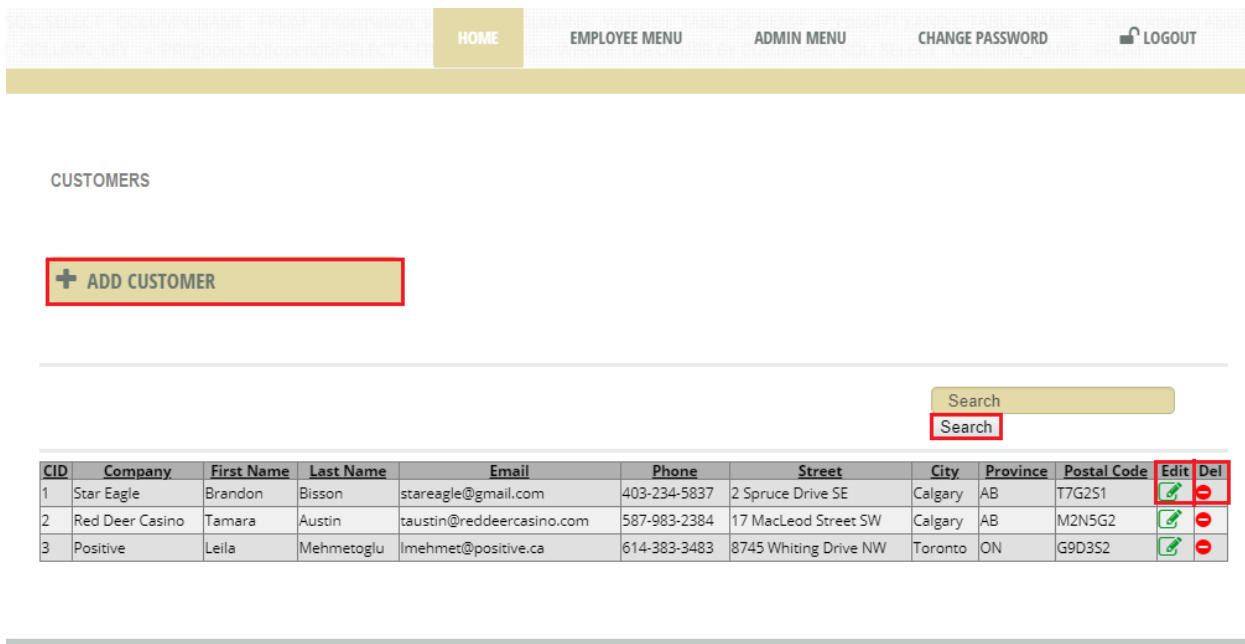 HOME EMPLOYEE MENU ADMIN MENU CHANGE PASSWORD LOGOUT
CUSTOMERS
ADD CUSTOMER
Search
Search
CID Company First Name Last Name Email Phone Street City Province Postal Code Edit Del
1 Star Eagle Brandon Bisson stareagle@gmail.com 403-234-5837 2 Spruce Drive SE Calgary AB T7G2S1
2 Red Deer Casino Tamara Austin taustin@reddeercasino.com 587-983-2384 17 MacLeod Street SW Calgary AB M2N5G2
3 Positive Leila Mehmetoglu lmehmet@positive.ca 614-383-3483 8745 Whiting Drive NW Toronto ON G9D3S2